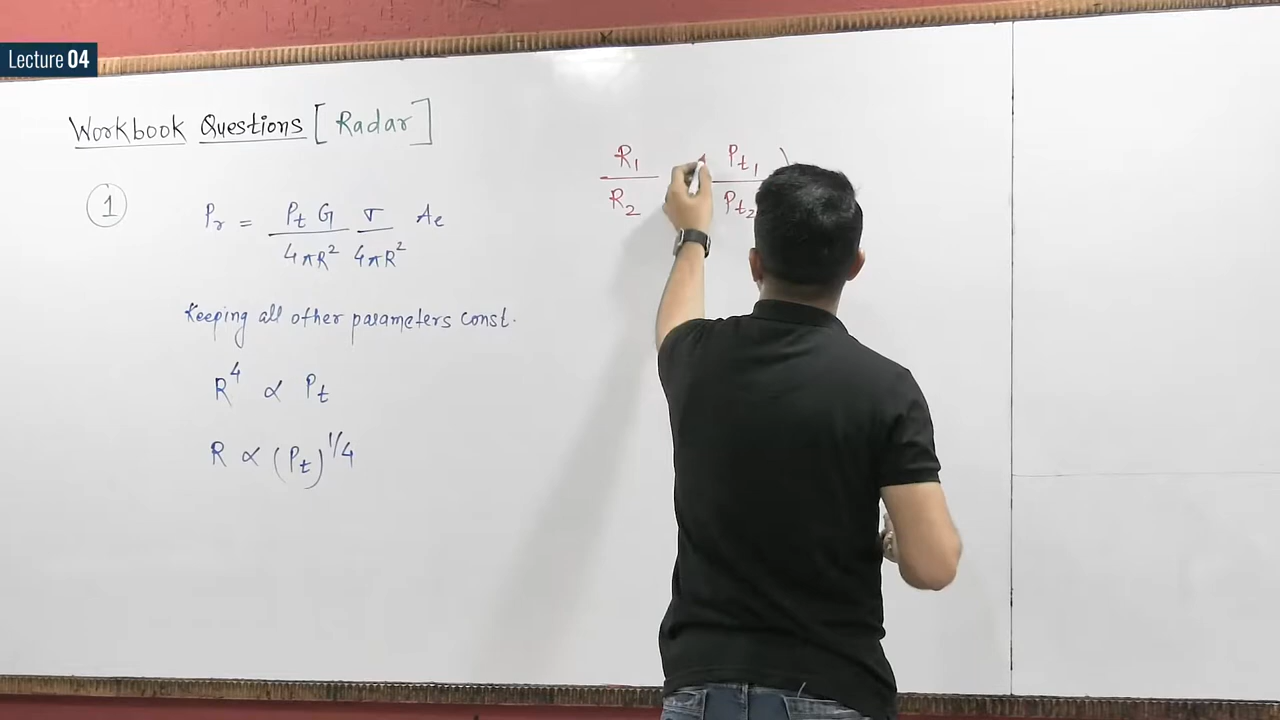 Lecture 04
Workbook Questions [Radar]
1
Pr = Pt G / 4πR² σ / 4πR² Ae
Keeping all other parameters const.
R⁴ ∝ Pt
R ∝ (Pt)^1/4
R1 / R2
Pt1 / Pt2